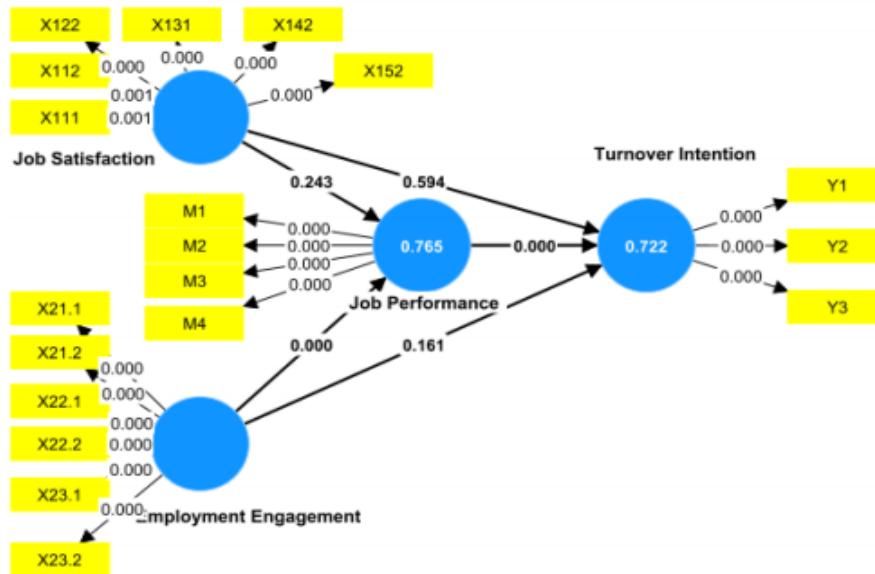 X122
X131
X142
X112
0.000
0.000
0.000
X152
0.001
0.000
X111
0.001
Job Satisfaction
Turnover Intention
0.243
0.594
Y1
M1
0.000
0.000
M2
0.000
0.765
0.000
0.722
0.000
Y2
0.000
M3
0.000
0.000
Y3
Job Performance
M4
X21.1
0.000
0.161
X21.2
0.000
0.000
X22.1
0.000
X22.2
0.000
0.000
X23.1
0.000
Employment Engagement
X23.2